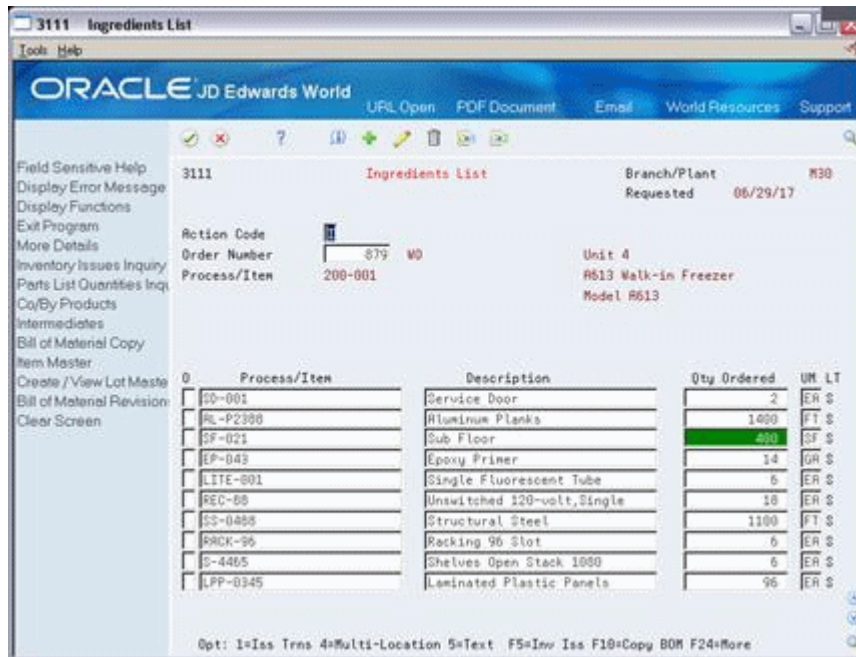 3111 Ingredients List
Tools Help
ORACLE JD Edwards World
URL Open PDF Document Email World Resources Support
Field Sensitive Help
Display Error Message
Display Functions
Exit Program
More Details
Inventory Issues Inquiry
Parts List Quantities Inqu
Co/By Products
Intermediates
Bill of Material Copy
Item Master
Create / View Lot Maste
Bill of Material Revision
Clear Screen
3111 Ingredients List Branch/Plant M30
Requested 06/29/17
Action Code I
Order Number 879 WO Unit 4
Process/Item 200-001 A613 Walk-in Freezer
Model A613
O Process/Item Description Qty Ordered UM LT
SD-001 Service Door 2 EA S
AL-P2308 Aluminum Planks 1400 FT S
SF-021 Sub Floor 400 SF S
EP-043 Epoxy Primer 14 GA S
LITE-001 Single Fluorescent Tube 6 EA S
REC-88 Unswitched 120-volt,Single 18 EA S
SS-0488 Structural Steel 1100 FT S
RACK-96 Racking 96 Slot 6 EA S
S-4465 Shelves Open Stack 1080 6 EA S
LPP-0345 Laminated Plastic Panels 96 EA S
Opt: 1=Iss Trns 4=Multi-Location 5=Text F5=Inv Iss F10=Copy BOM F24=More